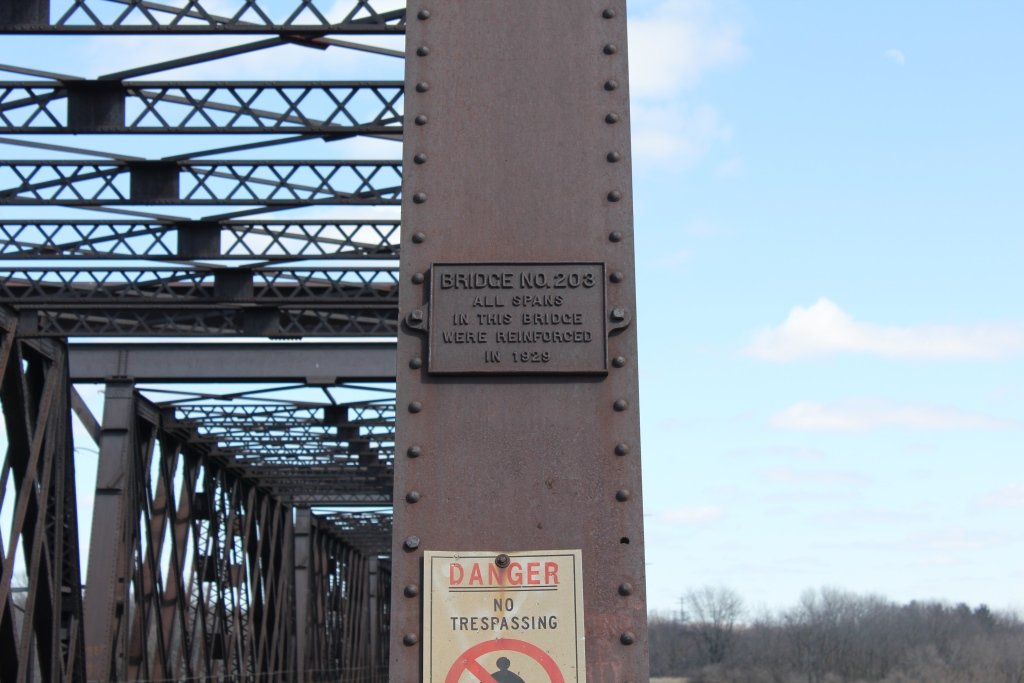 BRIDGE NO. 203
ALL SPANS
IN THIS BRIDGE
WERE REINFORCED
IN 1929
DANGER
NO
TRESPASSING